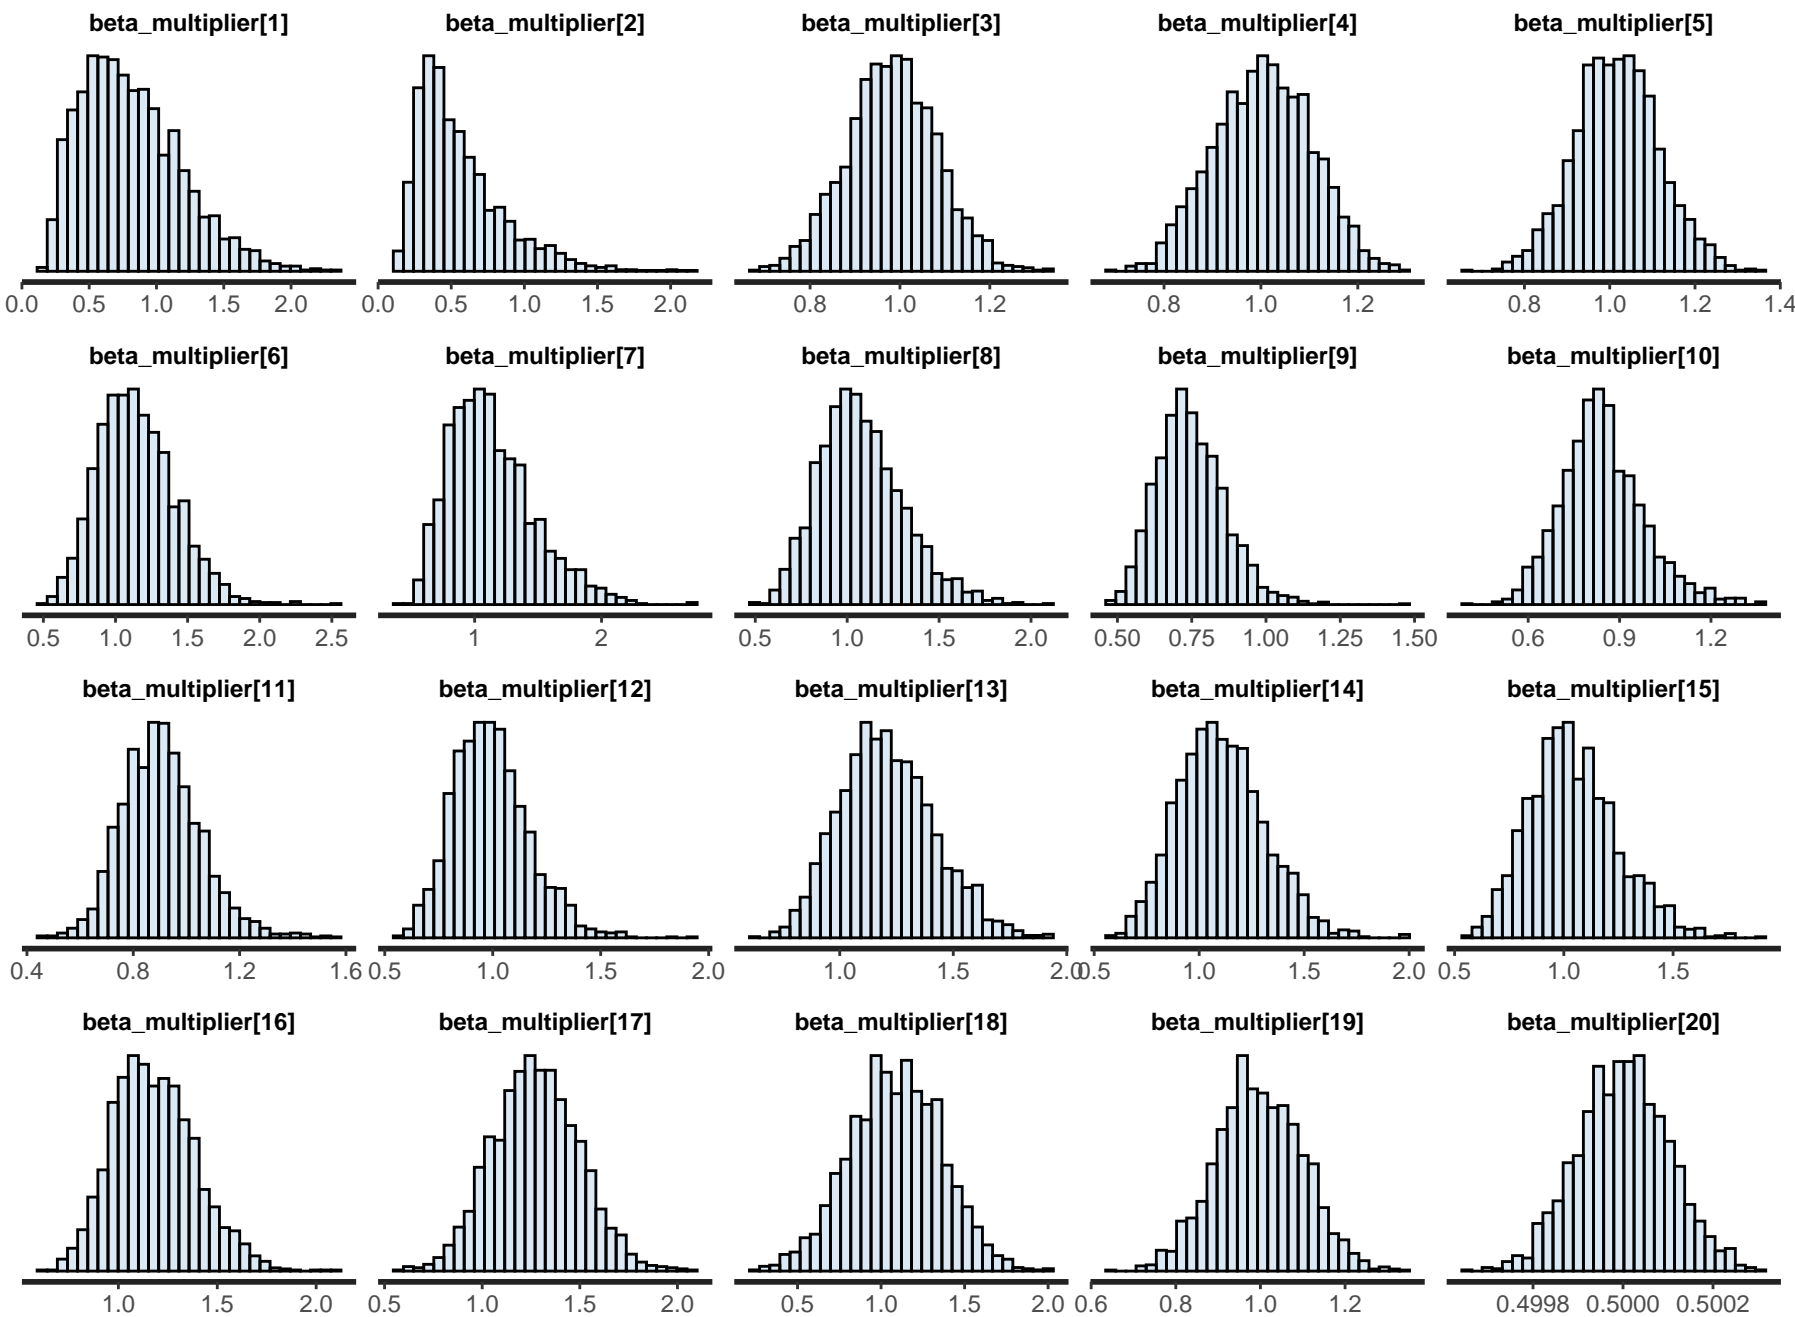 beta_multiplier[1] beta_multiplier[2] beta_multiplier[3] beta_multiplier[4] beta_multiplier[5]
0.0 0.5 1.0 1.5 2.0 0.0 0.5 1.0 1.5 2.0 0.8 1.0 1.2 0.8 1.0 1.2 0.8 1.0 1.2 1.4
beta_multiplier[6] beta_multiplier[7] beta_multiplier[8] beta_multiplier[9] beta_multiplier[10]
0.5 1.0 1.5 2.0 2.5 1 2 0.5 1.0 1.5 2.0 0.50 0.75 1.00 1.25 1.50 0.6 0.9 1.2
beta_multiplier[11] beta_multiplier[12] beta_multiplier[13] beta_multiplier[14] beta_multiplier[15]
0.4 0.8 1.2 1.6 0.5 1.0 1.5 2.0 1.0 1.5 2.0 0.5 1.0 1.5 2.0 0.5 1.0 1.5
beta_multiplier[16] beta_multiplier[17] beta_multiplier[18] beta_multiplier[19] beta_multiplier[20]
1.0 1.5 2.0 0.5 1.0 1.5 2.0 0.5 1.0 1.5 2.0 0.6 0.8 1.0 1.2 0.4998 0.5000 0.5002